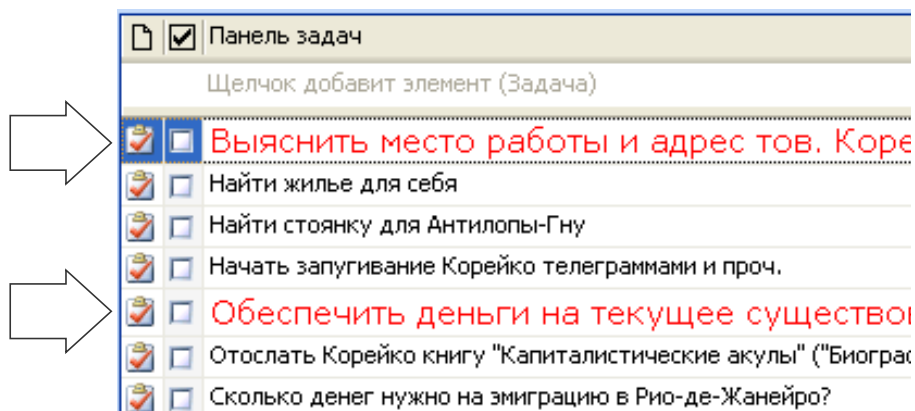 Панель задач
Щелчок добавит элемент (Задача)
Выяснить место работы и адрес тов. Коре
Найти жилье для себя
Найти стоянку для Антилопы-Гну
Начать запугивание Корейко телеграммами и проч.
Обеспечить деньги на текущее существо
Отослать Корейко книгу "Капиталистические акулы" ("Биограф
Сколько денег нужно на эмиграцию в Рио-де-Жанейро?